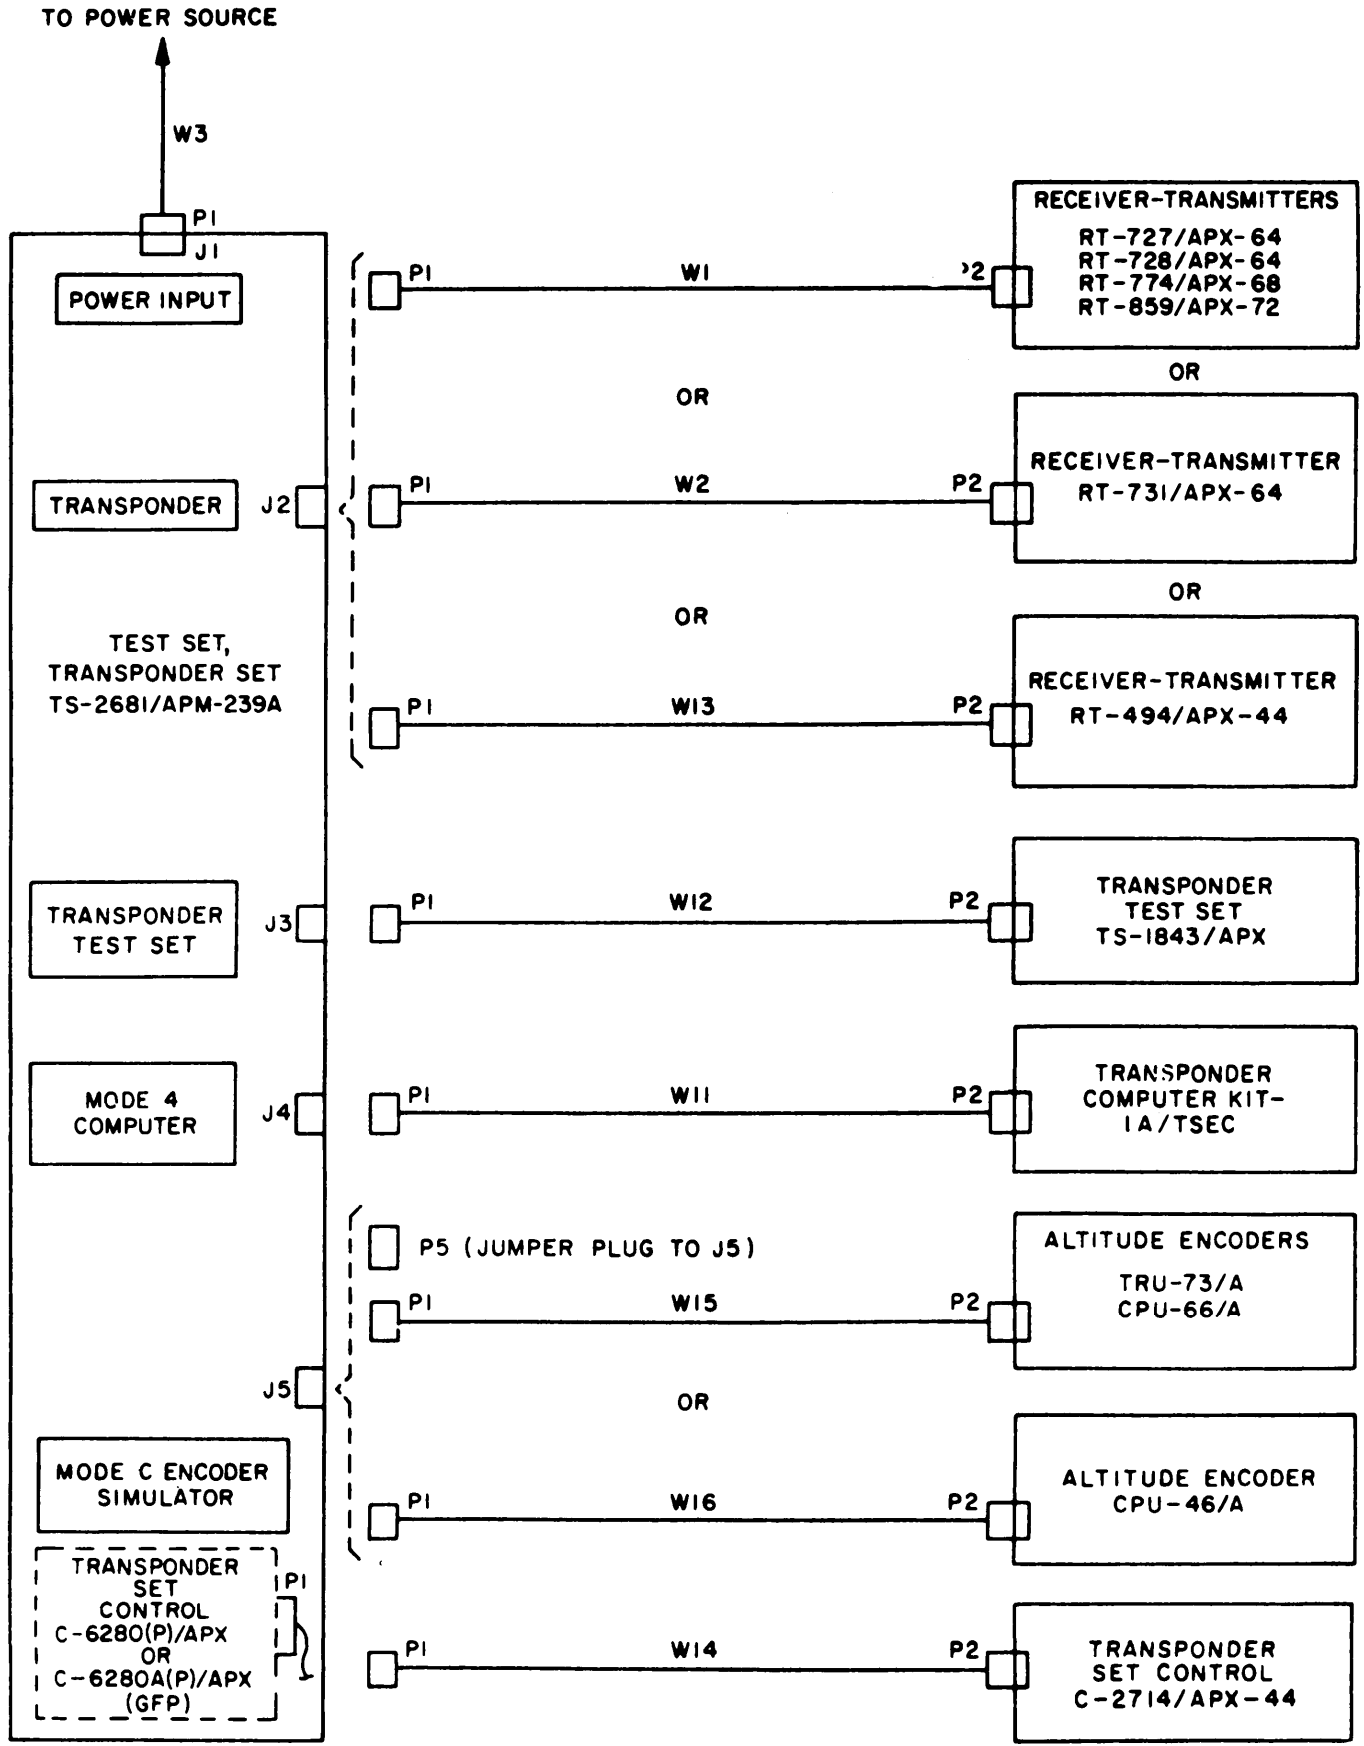 TO POWER SOURCE
W3
P1
J1
POWER INPUT
TRANSPONDER
J2
TEST SET,
TRANSPONDER SET
TS-2681/APM-239A
TRANSPONDER
TEST SET
J3
MODE 4
COMPUTER
J4
J5
MODE C ENCODER
SIMULATOR
TRANSPONDER
SET
CONTROL
C-6280(P)/APX
OR
C-6280A(P)/APX
(GFP)
P1
P1 W1 2
RECEIVER-TRANSMITTERS
RT-727/APX-64
RT-728/APX-64
RT-774/APX-68
RT-859/APX-72
OR
OR
P1 W2 P2
RECEIVER-TRANSMITTER
RT-731/APX-64
OR
OR
P1 W13 P2
RECEIVER-TRANSMITTER
RT-494/APX-44
P1 W12 P2
TRANSPONDER
TEST SET
TS-1843/APX
P1 W11 P2
TRANSPONDER
COMPUTER KIT-
1A/TSEC
P5 (JUMPER PLUG TO J5)
P1 W15 P2
ALTITUDE ENCODERS
TRU-73/A
CPU-66/A
OR
P1 W16 P2
ALTITUDE ENCODER
CPU-46/A
P1 W14 P2
TRANSPONDER
SET CONTROL
C-2714/APX-44